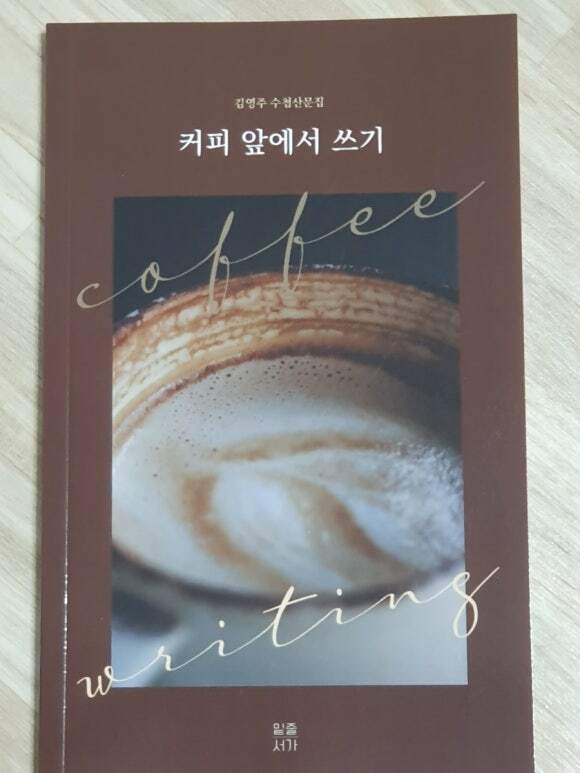 김영주 수첩산문집
커피 앞에서 쓰기
coffee
writing
밑줄
서가